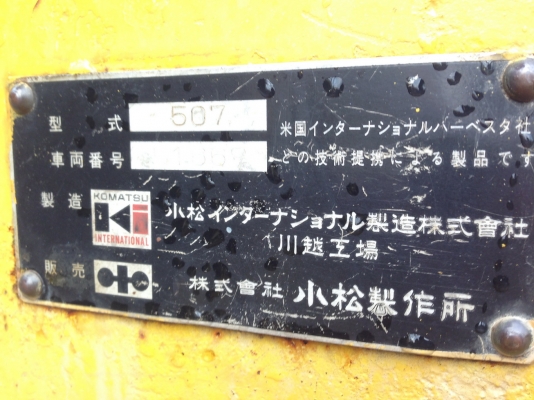 型式 507
米国インターナショナルハーベスタ社
車両番号
との技術提携による製品です
製造 KOMATSU INTERNATIONAL 小松インターナショナル製造株式會社
川越工場
販売 株式會社 小松製作所